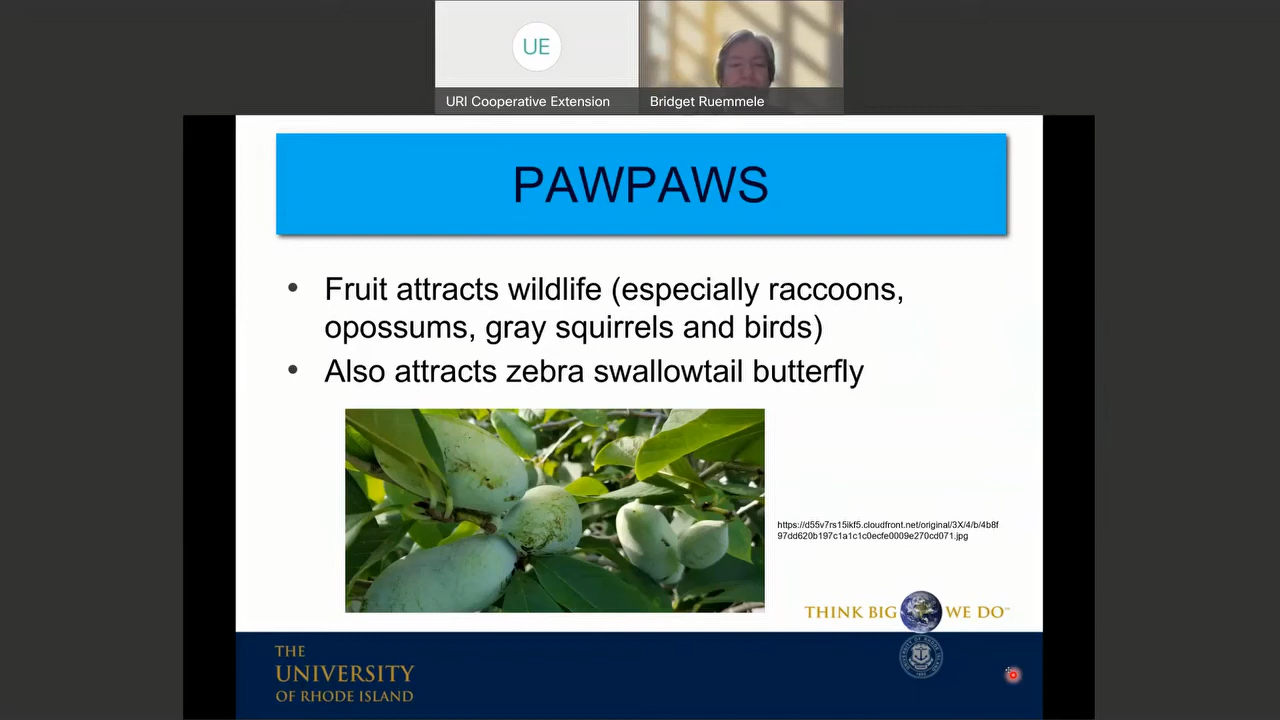 UE
URI Cooperative Extension
Bridget Ruemmele
PAWPAWS
• Fruit attracts wildlife (especially raccoons,
opossums, gray squirrels and birds)
• Also attracts zebra swallowtail butterfly
https://d55v7rs15ikf5.cloudfront.net/original/3X/4/b/4b8f
97dd620b197c1a1c1c0ecfe0009e270cd071.jpg
THINK BIG WE DO™
THE
UNIVERSITY
OF RHODE ISLAND